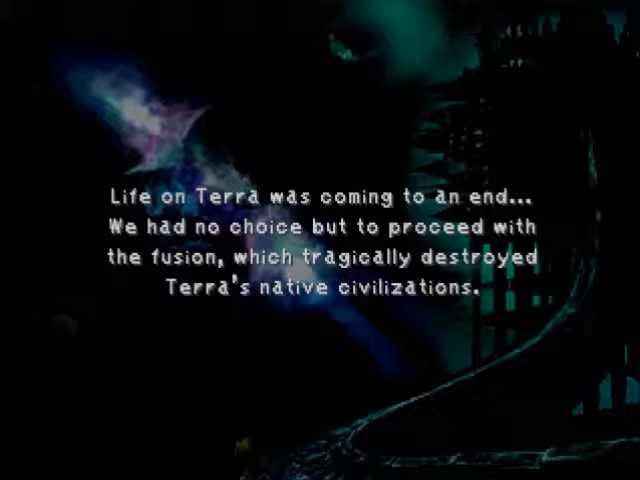 Life on Terra was coming to an end...
We had no choice but to proceed with
the fusion, which tragically destroyed
Terra's native civilizations.